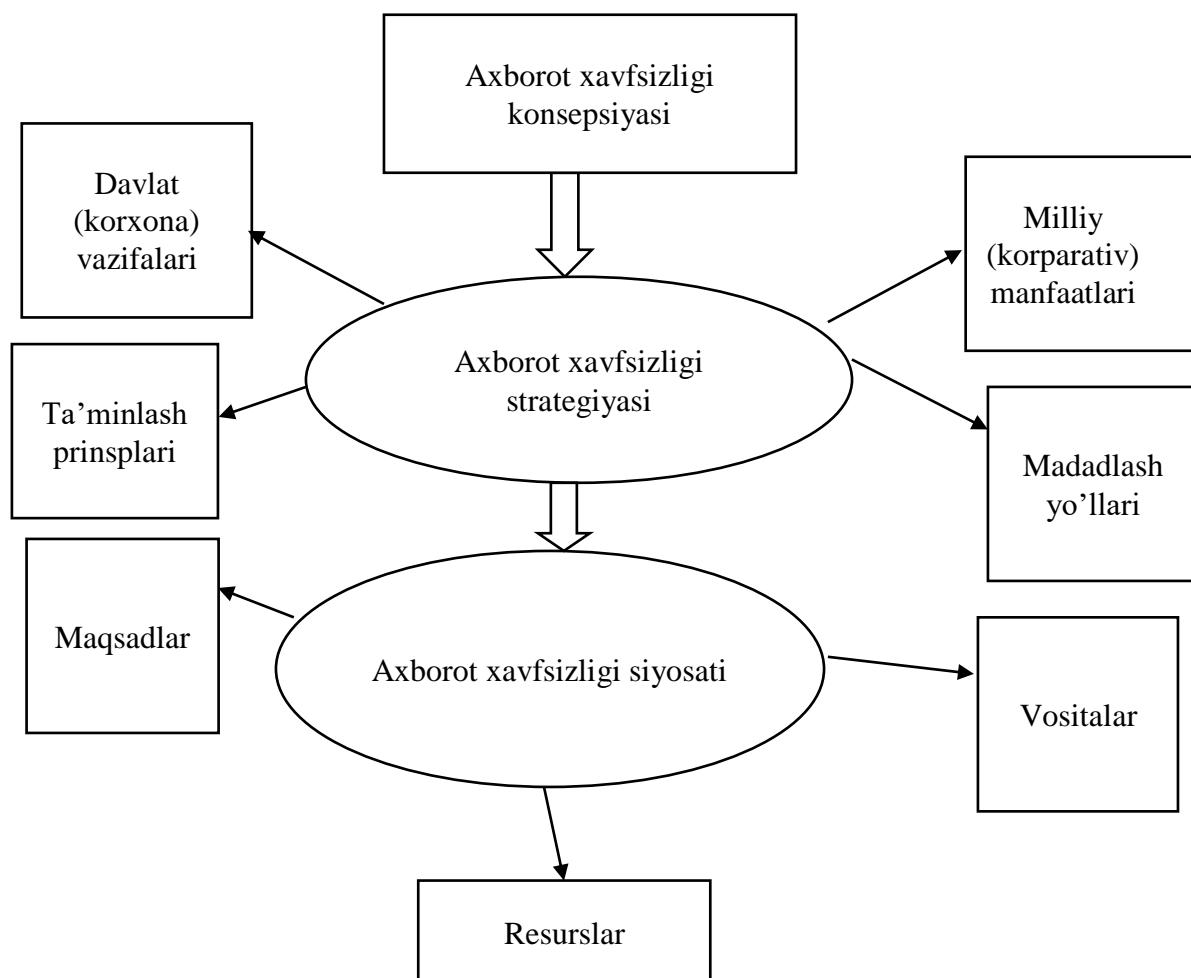 Axborot xavfsizligi
konsepsiyasi
Davlat
(korxona)
vazifalari
Milliy
(korparativ)
manfaatlari
Axborot xavfsizligi
strategiyasi
Ta’minlash
prinsplari
Madadlash
yo’llari
Maqsadlar
Axborot xavfsizligi siyosati
Vositalar
Resurslar